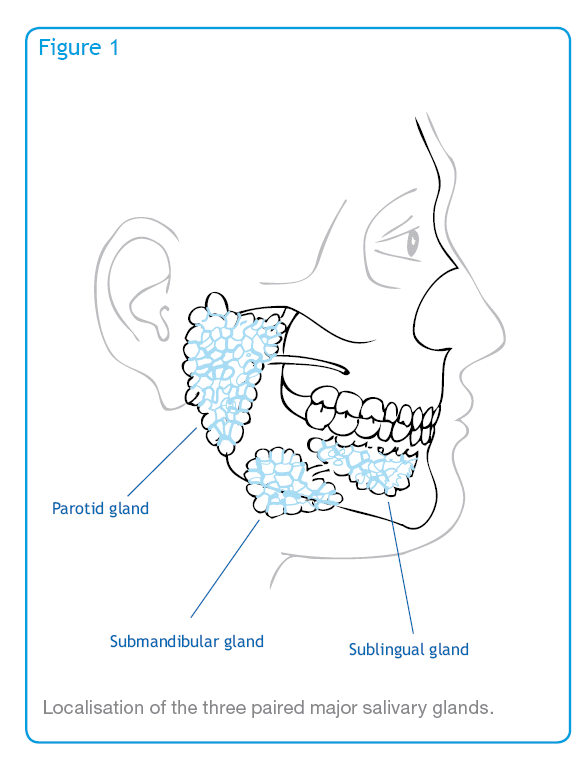 Figure 1
Parotid gland
Submandibular gland
Sublingual gland
Localisation of the three paired major salivary glands.